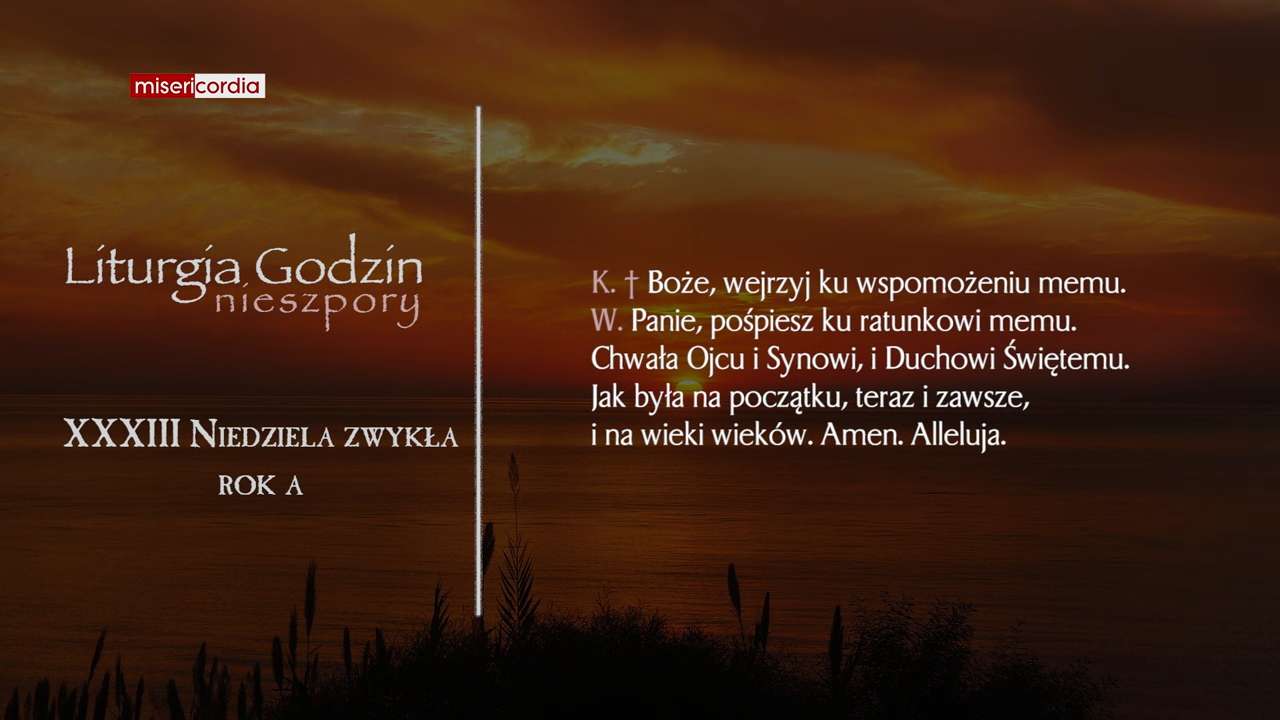 misericordia
Liturgia Godzin
nieszpory
XXXIII Niedziela zwykła
rok A
K. † Boże, wejrzyj ku wspomożeniu memu.
W. Panie, pośpiesz ku ratunkowi memu.
Chwała Ojcu i Synowi, i Duchowi Świętemu.
Jak była na początku, teraz i zawsze,
i na wieki wieków. Amen. Alleluja.